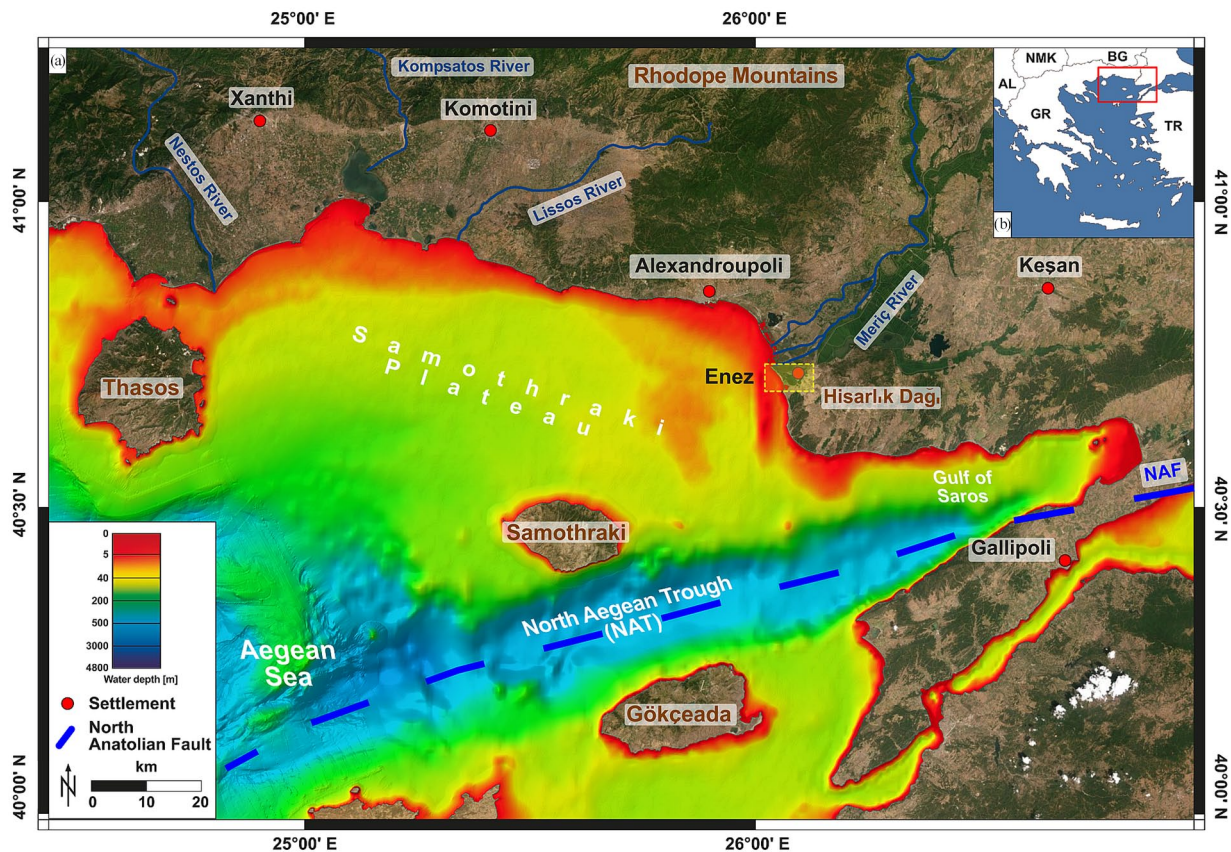 25°00' E
26°00' E
(a)
Kompsatos River
Rhodope Mountains
Xanthi
Komotini
Nestos River
Lissos River
41°00' N
Alexandroupoli
Keşan
Meriç River
Samothraki
Plateau
Enez
Hisarlık Dağı
Thasos
Gulf of
Saros
NAF
40°30' N
Samothraki
Gallipoli
North Aegean Trough
(NAT)
Aegean
Sea
Gökçeada
40°00' N
NMK
BG
AL
GR
TR
(b)
41°00' N
40°30' N
40°00' N
0
5
40
200
500
3000
4800
Water depth [m]
Settlement
North
Anatolian Fault
km
N
0 10 20
25°00' E
26°00' E